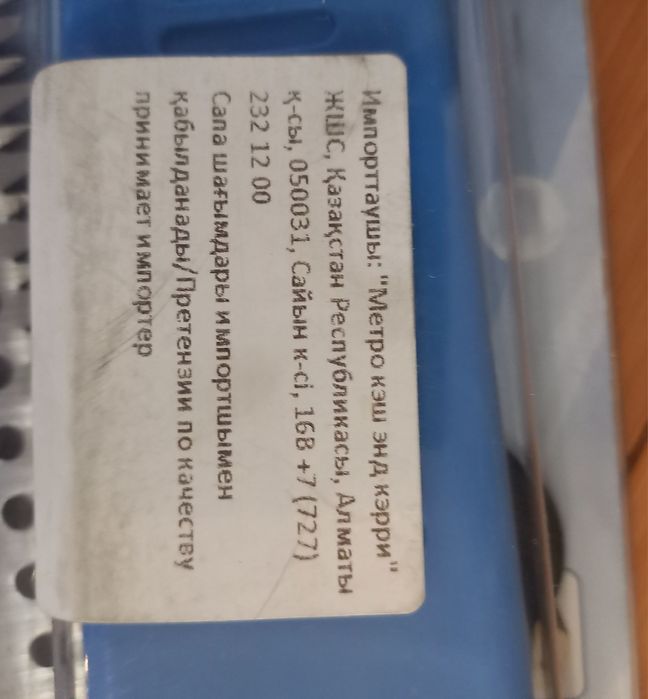 Импорттаушы: "Метро кэш энд кэрри"
ЖШС, Қазақстан Республикасы, Алматы
қ-сы, 050031, Сайын к-сі, 16В +7 (727)
232 12 00
Сапа шағымдары импортшымен
қабылданады/Претензии по качеству
принимает импортер